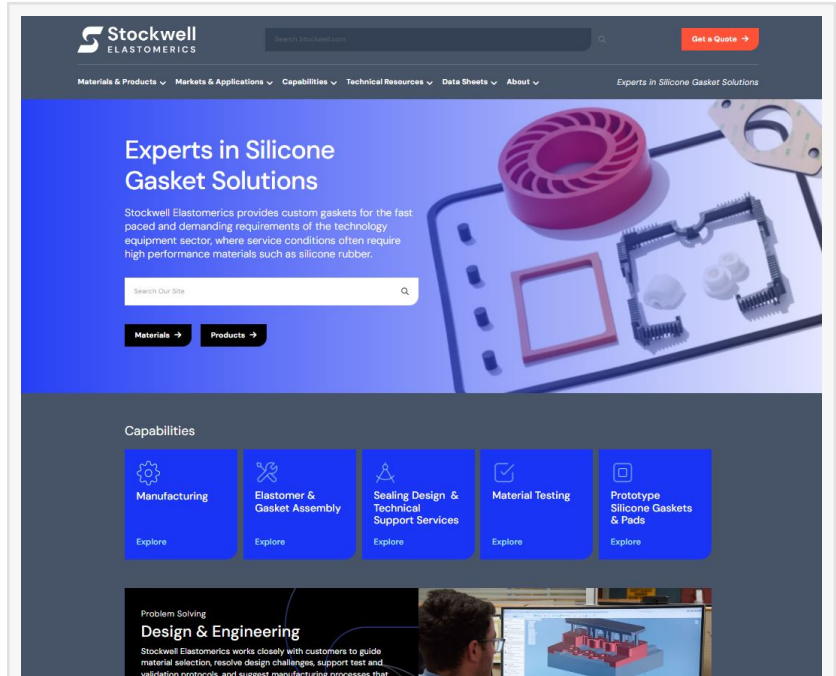 Stockwell
ELASTOMERICS
Search Stockwell.com
Get a Quote →
Materials & Products
Markets & Applications
Capabilities
Technical Resources
Data Sheets
About
Experts in Silicone Gasket Solutions
Experts in Silicone
Gasket Solutions
Stockwell Elastomerics provides custom gaskets for the fast
paced and demanding requirements of the technology
equipment sector, where service conditions often require
high performance materials such as silicone rubber.
Search Our Site
Materials →
Products →
Capabilities
Manufacturing
Explore
Elastomer &
Gasket Assembly
Explore
Sealing Design &
Technical
Support Services
Explore
Material Testing
Explore
Prototype
Silicone Gaskets
& Pads
Explore
Problem Solving
Design & Engineering
Stockwell Elastomerics works closely with customers to guide
material selection, resolve design challenges, support test and
validation protocols, and suggest manufacturing processes that